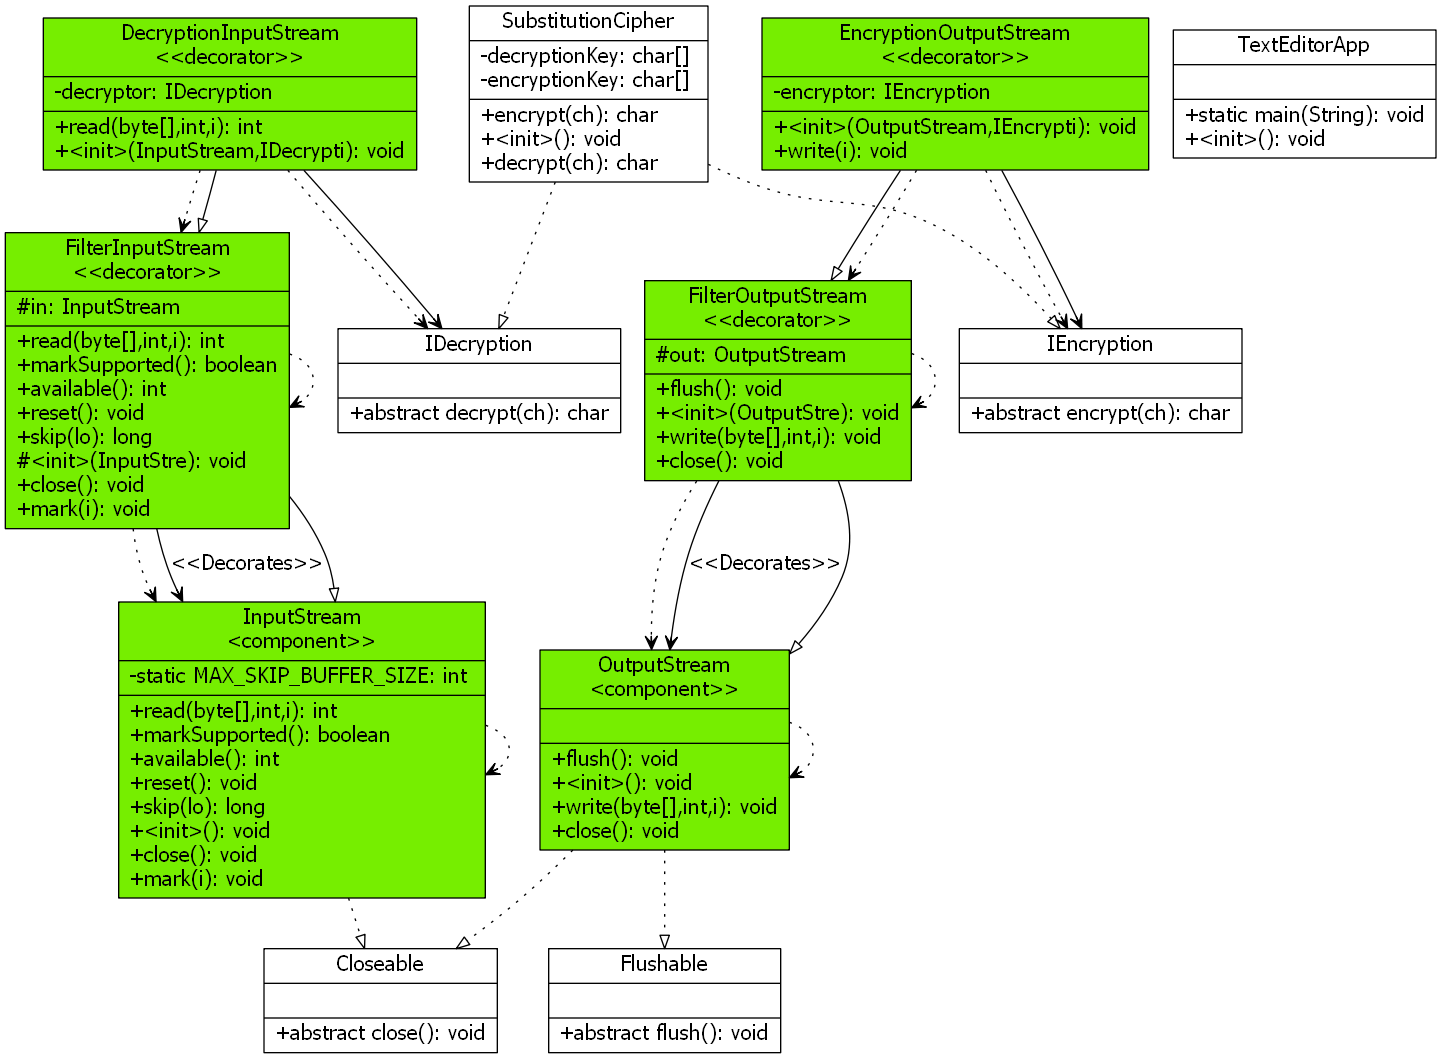 DecryptionInputStream
<<decorator>>
-decryptor: IDecryption
+read(byte[],int,i): int
+<init>(InputStream,IDecrypti): void
SubstitutionCipher
-decryptionKey: char[]
-encryptionKey: char[]
+encrypt(ch): char
+<init>(): void
+decrypt(ch): char
EncryptionOutputStream
<<decorator>>
-encryptor: IEncryption
+<init>(OutputStream,IEncrypti): void
+write(i): void
TextEditorApp
+static main(String): void
+<init>(): void
FilterInputStream
<<decorator>>
#in: InputStream
+read(byte[],int,i): int
+markSupported(): boolean
+available(): int
+reset(): void
+skip(lo): long
#<init>(InputStre): void
+close(): void
+mark(i): void
IDecryption
+abstract decrypt(ch): char
FilterOutputStream
<<decorator>>
#out: OutputStream
+flush(): void
+<init>(OutputStre): void
+write(byte[],int,i): void
+close(): void
IEncryption
+abstract encrypt(ch): char
<<Decorates>>
<<Decorates>>
InputStream
<component>>
-static MAX_SKIP_BUFFER_SIZE: int
+read(byte[],int,i): int
+markSupported(): boolean
+available(): int
+reset(): void
+skip(lo): long
+<init>(): void
+close(): void
+mark(i): void
OutputStream
<component>>
+flush(): void
+<init>(): void
+write(byte[],int,i): void
+close(): void
Closeable
+abstract close(): void
Flushable
+abstract flush(): void